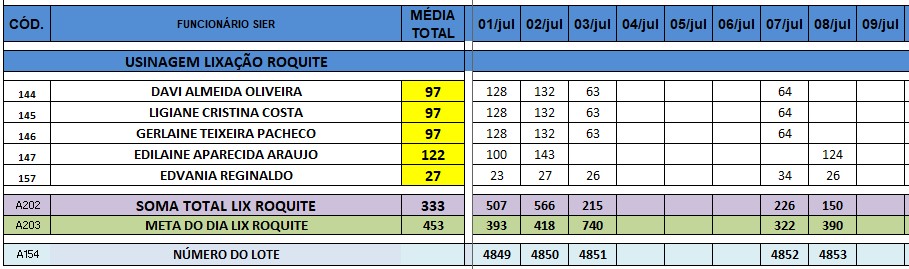 CÓD. FUNCIONÁRIO SIER MÉDIA TOTAL 01/jul 02/jul 03/jul 04/jul 05/jul 06/jul 07/jul 08/jul 09/jul
USINAGEM LIXAÇÃO ROQUITE
144 DAVI ALMEIDA OLIVEIRA 97 128 132 63 64
145 LIGIANE CRISTINA COSTA 97 128 132 63 64
146 GERLAINE TEIXEIRA PACHECO 97 128 132 63 64
147 EDILAINE APARECIDA ARAUJO 122 100 143 124
157 EDVANIA REGINALDO 27 23 27 26 34 26
A202 SOMA TOTAL LIX ROQUITE 333 507 566 215 226 150
A203 META DO DIA LIX ROQUITE 453 393 418 740 322 390
A154 NÚMERO DO LOTE 4849 4850 4851 4852 4853